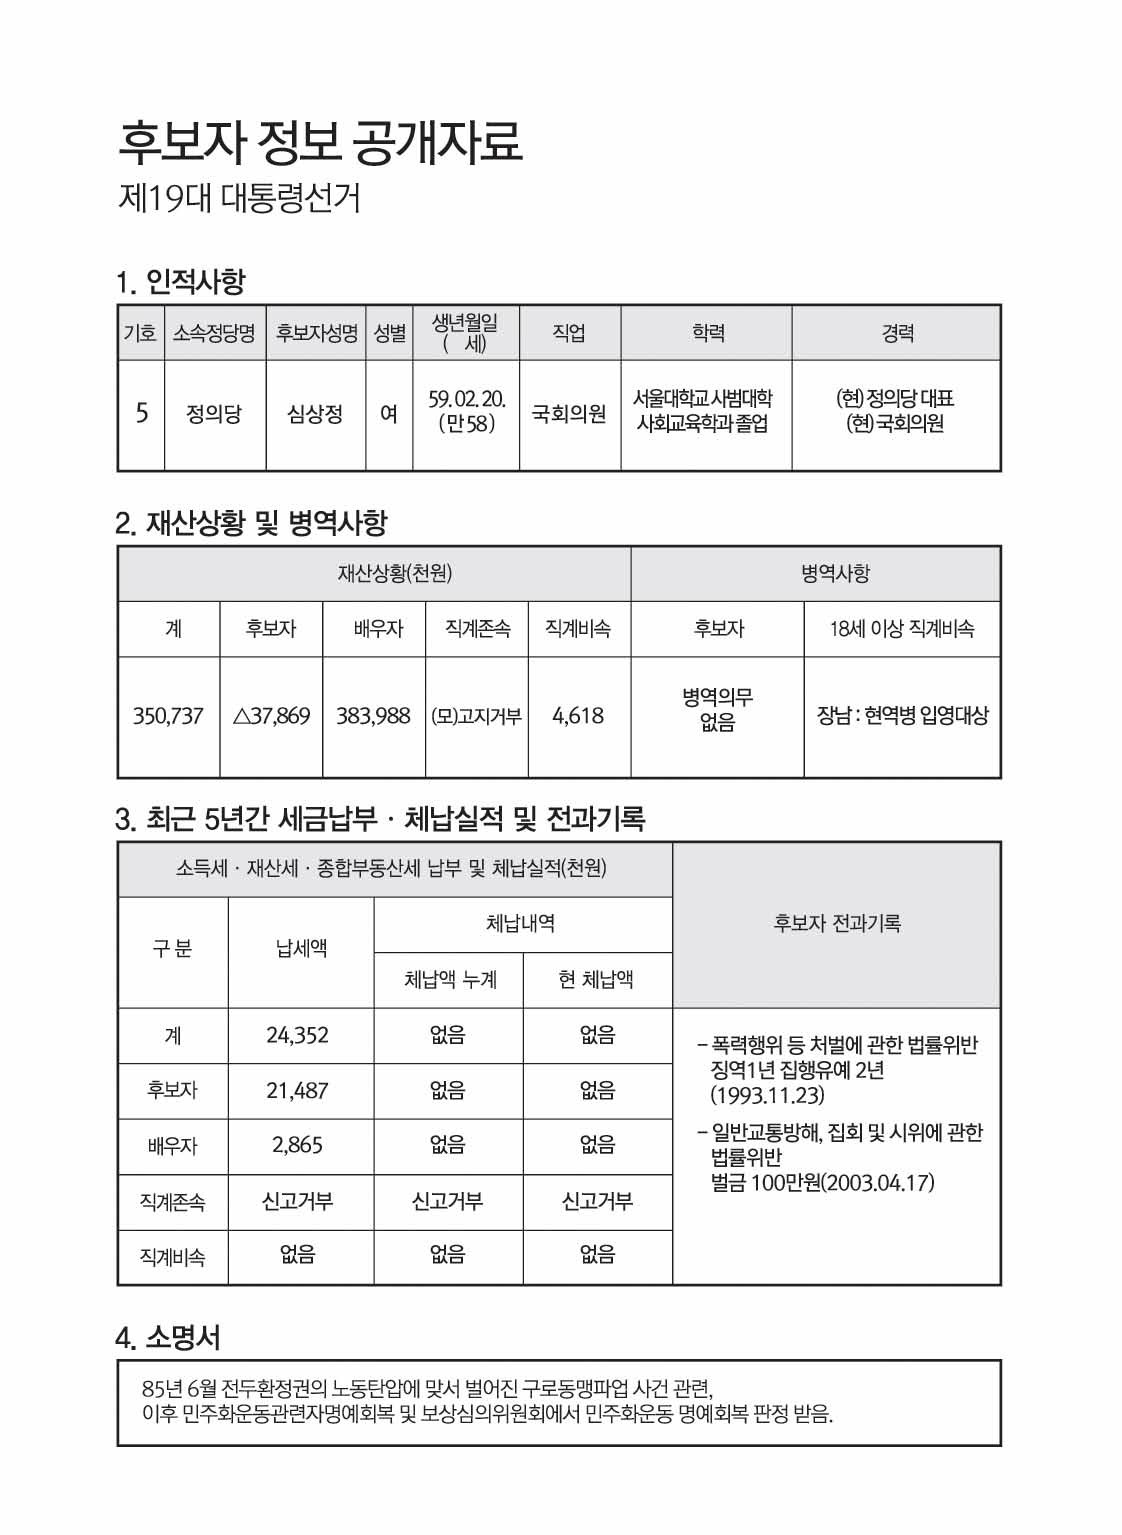 후보자 정보 공개자료
제19대 대통령선거
1. 인적사항
기호 소속정당명 후보자성명 성별 생년월일 ( 세) 직업 학력 경력
5 정의당 심상정 여 59. 02. 20. (만 58) 국회의원 서울대학교 사범대학 사회교육학과 졸업 (현) 정의당 대표 (현) 국회의원
2. 재산상황 및 병역사항
재산상황(천원) 병역사항
계 후보자 배우자 직계존속 직계비속 후보자 18세 이상 직계비속
350,737 △37,869 383,988 (모)고지거부 4,618 병역의무 없음 장남 : 현역병 입영대상
3. 최근 5년간 세금납부 · 체납실적 및 전과기록
소득세 · 재산세 · 종합부동산세 납부 및 체납실적(천원) 후보자 전과기록
구 분 납세액 체납내역
체납액 누계 현 체납액
계 24,352 없음 없음
후보자 21,487 없음 없음
배우자 2,865 없음 없음
직계존속 신고거부 신고거부 신고거부
직계비속 없음 없음 없음
– 폭력행위 등 처벌에 관한 법률위반
징역1년 집행유예 2년
(1993.11.23)
– 일반교통방해, 집회 및 시위에 관한
법률위반
벌금 100만원(2003.04.17)
4. 소명서
85년 6월 전두환정권의 노동탄압에 맞서 벌어진 구로동맹파업 사건 관련,
이후 민주화운동관련자명예회복 및 보상심의위원회에서 민주화운동 명예회복 판정 받음.